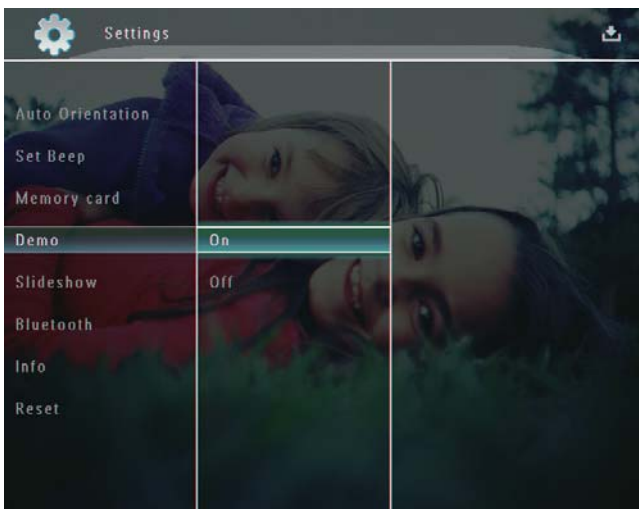 Settings
Auto Orientation
Set Beep
Memory card
Demo
On
Slideshow
Off
Bluetooth
Info
Reset